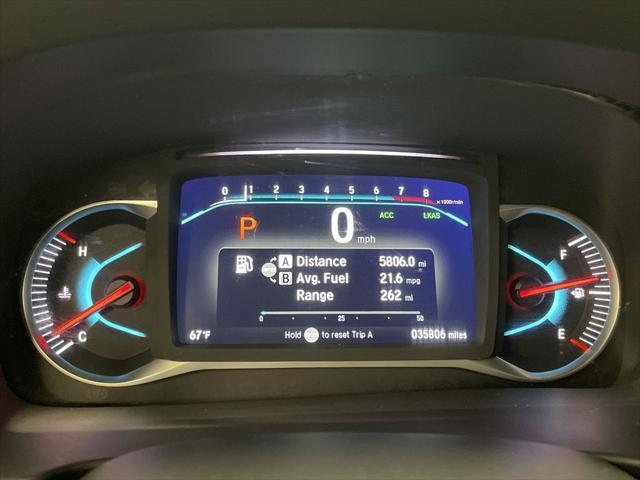 0 1 2 3 4 5 6 7 8 ×1000r/min
P 0 mph ACC LKAS
H
F
A Distance 5806.0 mi
B Avg. Fuel 21.6 mpg
Range 262 mi
C
E
0 25 50
67°F Hold to reset Trip A 035806 miles